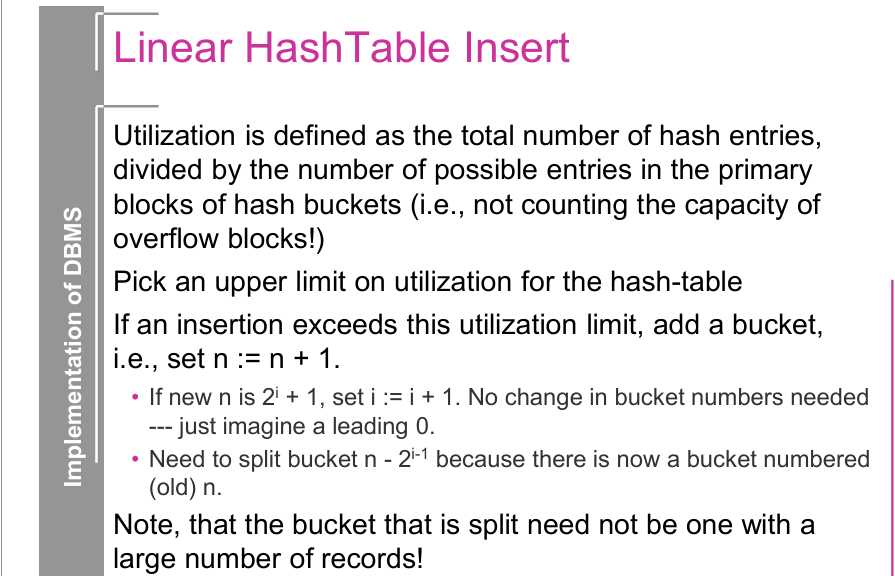 Linear HashTable Insert
Implementation of DBMS
Utilization is defined as the total number of hash entries,
divided by the number of possible entries in the primary
blocks of hash buckets (i.e., not counting the capacity of
overflow blocks!)
Pick an upper limit on utilization for the hash-table
If an insertion exceeds this utilization limit, add a bucket,
i.e., set n := n + 1.
• If new n is 2ⁱ + 1, set i := i + 1. No change in bucket numbers needed
--- just imagine a leading 0.
• Need to split bucket n - 2ⁱ⁻¹ because there is now a bucket numbered
(old) n.
Note, that the bucket that is split need not be one with a
large number of records!